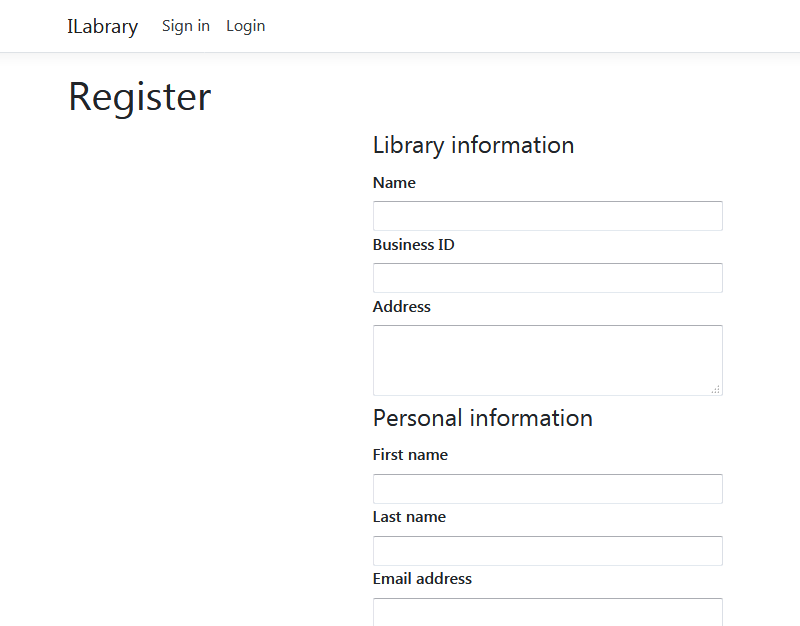 ILabrary Sign in Login
Register
Library information
Name
Business ID
Address
Personal information
First name
Last name
Email address